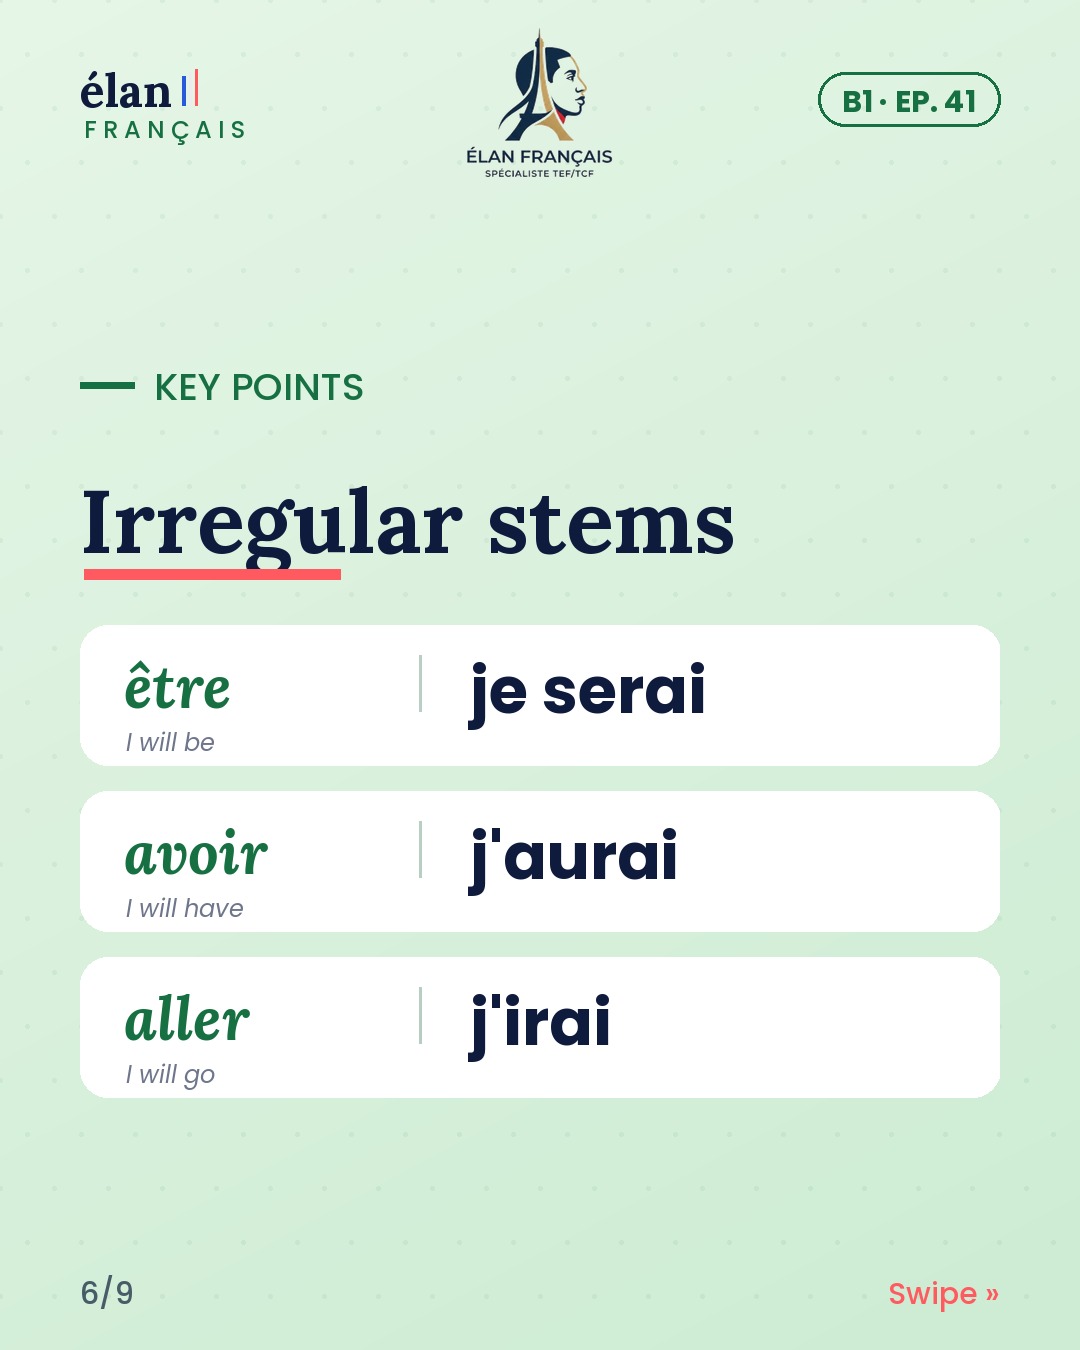 élan
FRANÇAIS
ÉLAN FRANÇAIS
SPÉCIALISTE TEF/TCF
B1 · EP. 41
KEY POINTS
Irregular stems
être
I will be
je serai
avoir
I will have
j'aurai
aller
I will go
j'irai
6/9
Swipe »